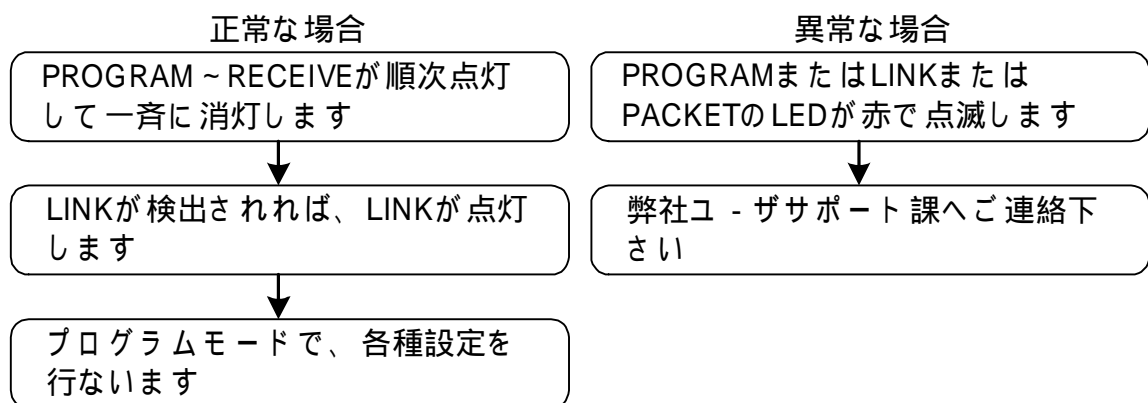 正常な場合
PROGRAM ~ RECEIVEが順次点灯
して一斉に消灯します
LINKが検出されれば、LINKが点灯
します
プログラムモードで、各種設定を
行ないます
異常な場合
PROGRAMまたはLINKまたは
PACKETのLEDが赤で点滅します
弊社ユ - ザサポート課へご連絡下
さい